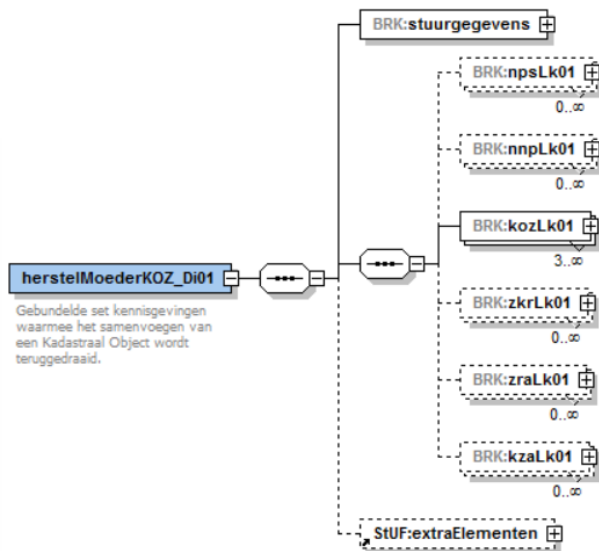 BRK:stuurgegevens
BRK:npsLk01
0..∞
BRK:nnpLk01
0..∞
BRK:kozLk01
3..∞
herstelMoederKOZ_Di01
Gebundelde set kennisgevingen
waarmee het samenvoegen van
een Kadastraal Object wordt
teruggedraaid.
BRK:zkrLk01
0..∞
BRK:zraLk01
0..∞
BRK:kzaLk01
0..∞
StUF:extraElementen